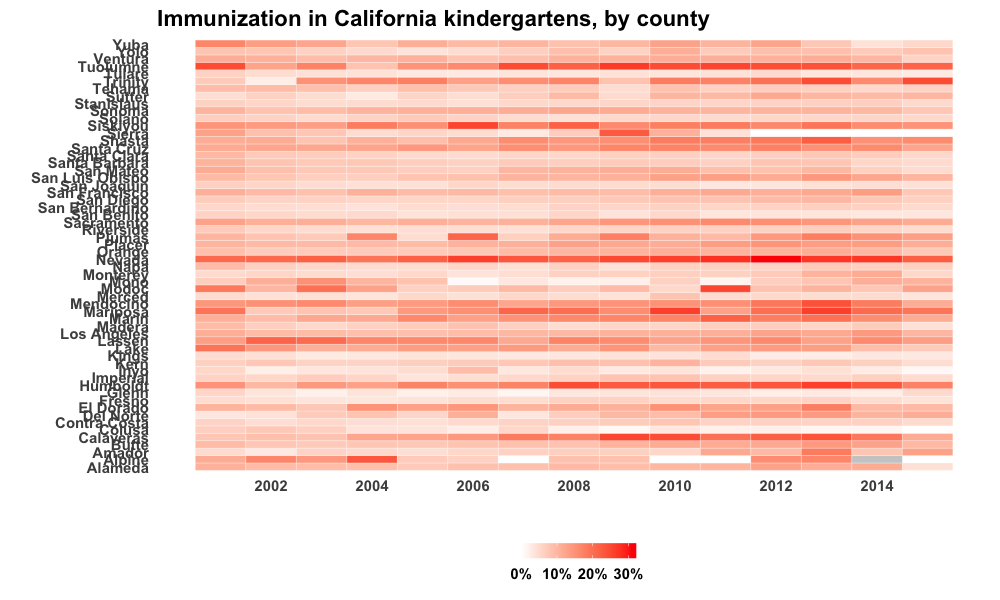 Immunization in California kindergartens, by county
Yuba
Yolo
Ventura
Tuolumne
Tulare
Trinity
Tehama
Sutter
Stanislaus
Sonoma
Solano
Siskiyou
Sierra
Shasta
Santa Cruz
Santa Clara
Santa Barbara
San Mateo
San Luis Obispo
San Joaquin
San Francisco
San Diego
San Bernardino
San Benito
Sacramento
Riverside
Plumas
Placer
Orange
Nevada
Napa
Monterey
Mono
Modoc
Merced
Mendocino
Mariposa
Marin
Madera
Los Angeles
Lassen
Lake
Kings
Kern
Inyo
Imperial
Humboldt
Glenn
Fresno
El Dorado
Del Norte
Contra Costa
Colusa
Calaveras
Butte
Amador
Alpine
Alameda
2002 2004 2006 2008 2010 2012 2014
0% 10% 20% 30%